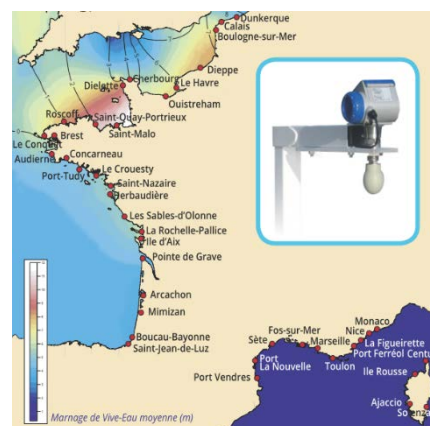 Dunkerque
Calais
Boulogne-sur-Mer
Dieppe
Cherbourg
Le Havre
Dielette
Ouistreham
Roscoff
Saint-Quay-Portrieux
Saint-Malo
Brest
Le Conquet
Audierne
Concarneau
Port-Tudy
Le Crouesty
Saint-Nazaire
Herbaudière
Les Sables-d'Olonne
La Rochelle-Pallice
Ile d'Aix
Pointe de Grave
Arcachon
Mimizan
Boucau-Bayonne
Saint-Jean-de-Luz
Monaco
Nice
Fos-sur-Mer
Marseille
La Figueirette
Sète
Port Ferréol
Centu
Port
La Nouvelle
Toulon
Ile Rousse
Port Vendres
Ajaccio
Marnage de Vive-Eau moyenne (m)